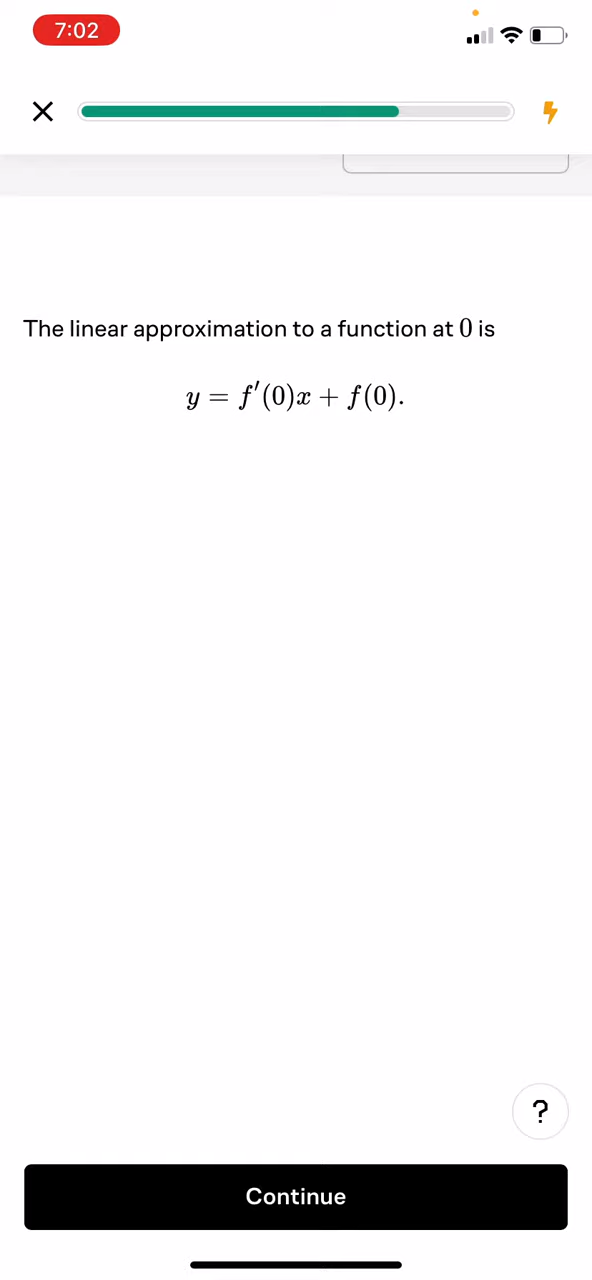 7:02
The linear approximation to a function at 0 is
y = f′(0)x + f(0).
?
Continue